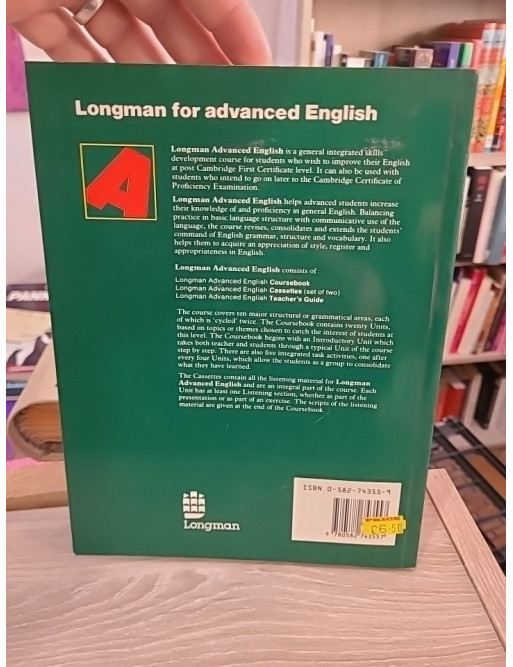 Longman for advanced English
A
Longman Advanced English is a general integrated skills
development course for students who wish to improve their English
at post Cambridge First Certificate level. It can also be used with
students who intend to go on later to the Cambridge Certificate of
Proficiency Examination.
Longman Advanced English helps advanced students increase
their knowledge of and proficiency in general English. Balancing
practice in basic language structure with communicative use of the
language, the course revises, consolidates and extends the students'
command of English grammar, structure and vocabulary. It also
helps them to acquire an appreciation of style, register and
appropriateness in English.
Longman Advanced English consists of:
Longman Advanced English Coursebook
Longman Advanced English Cassettes (set of two)
Longman Advanced English Teacher's Guide
The course covers ten major structural or grammatical areas, each
of which is 'cycled' twice. The Coursebook contains twenty Units,
based on topics or themes chosen to catch the interest of students at
this level. The Coursebook begins with an Introductory Unit which
takes both teacher and students through a typical Unit of the course
step by step. There are also five integrated task activities, one after
every four Units, which allow the students as a group to consolidate
what they have learned.
The Cassettes contain all the listening material for Longman
Advanced English and are an integral part of the course. Each
Unit has at least one Listening section, whether as part of the
presentation or as part of an exercise. The scripts of the listening
material are given at the end of the Coursebook.
ISBN 0-582-74355-9
PRICE
£6.50
9 780582 743557
Longman